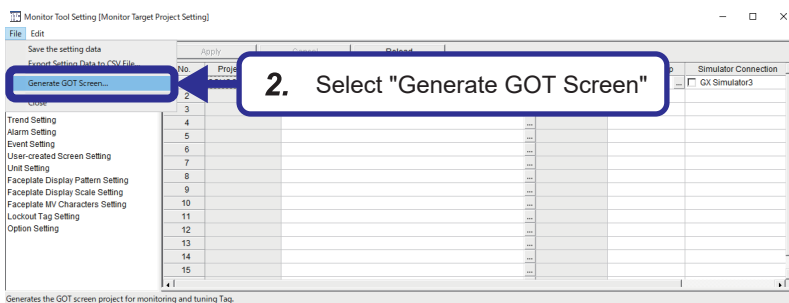 Monitor Tool Setting [Monitor Target Project Setting]
File Edit
Save the setting data
Export Setting Data to CSV File...
Generate GOT Screen...
Close
Apply Reload
No. Simulator Connection
2. Select "Generate GOT Screen"
... GX Simulator3
2
3
Trend Setting 4 ...
Alarm Setting 5 ...
Event Setting 6 ...
User-created Screen Setting 7 ...
Unit Setting 8 ...
Faceplate Display Pattern Setting 9 ...
Faceplate Display Scale Setting 10 ...
Faceplate MV Characters Setting 11 ...
Lockout Tag Setting 12 ...
Option Setting 13 ...
14 ...
15 ...
Generates the GOT screen project for monitoring and tuning Tag.